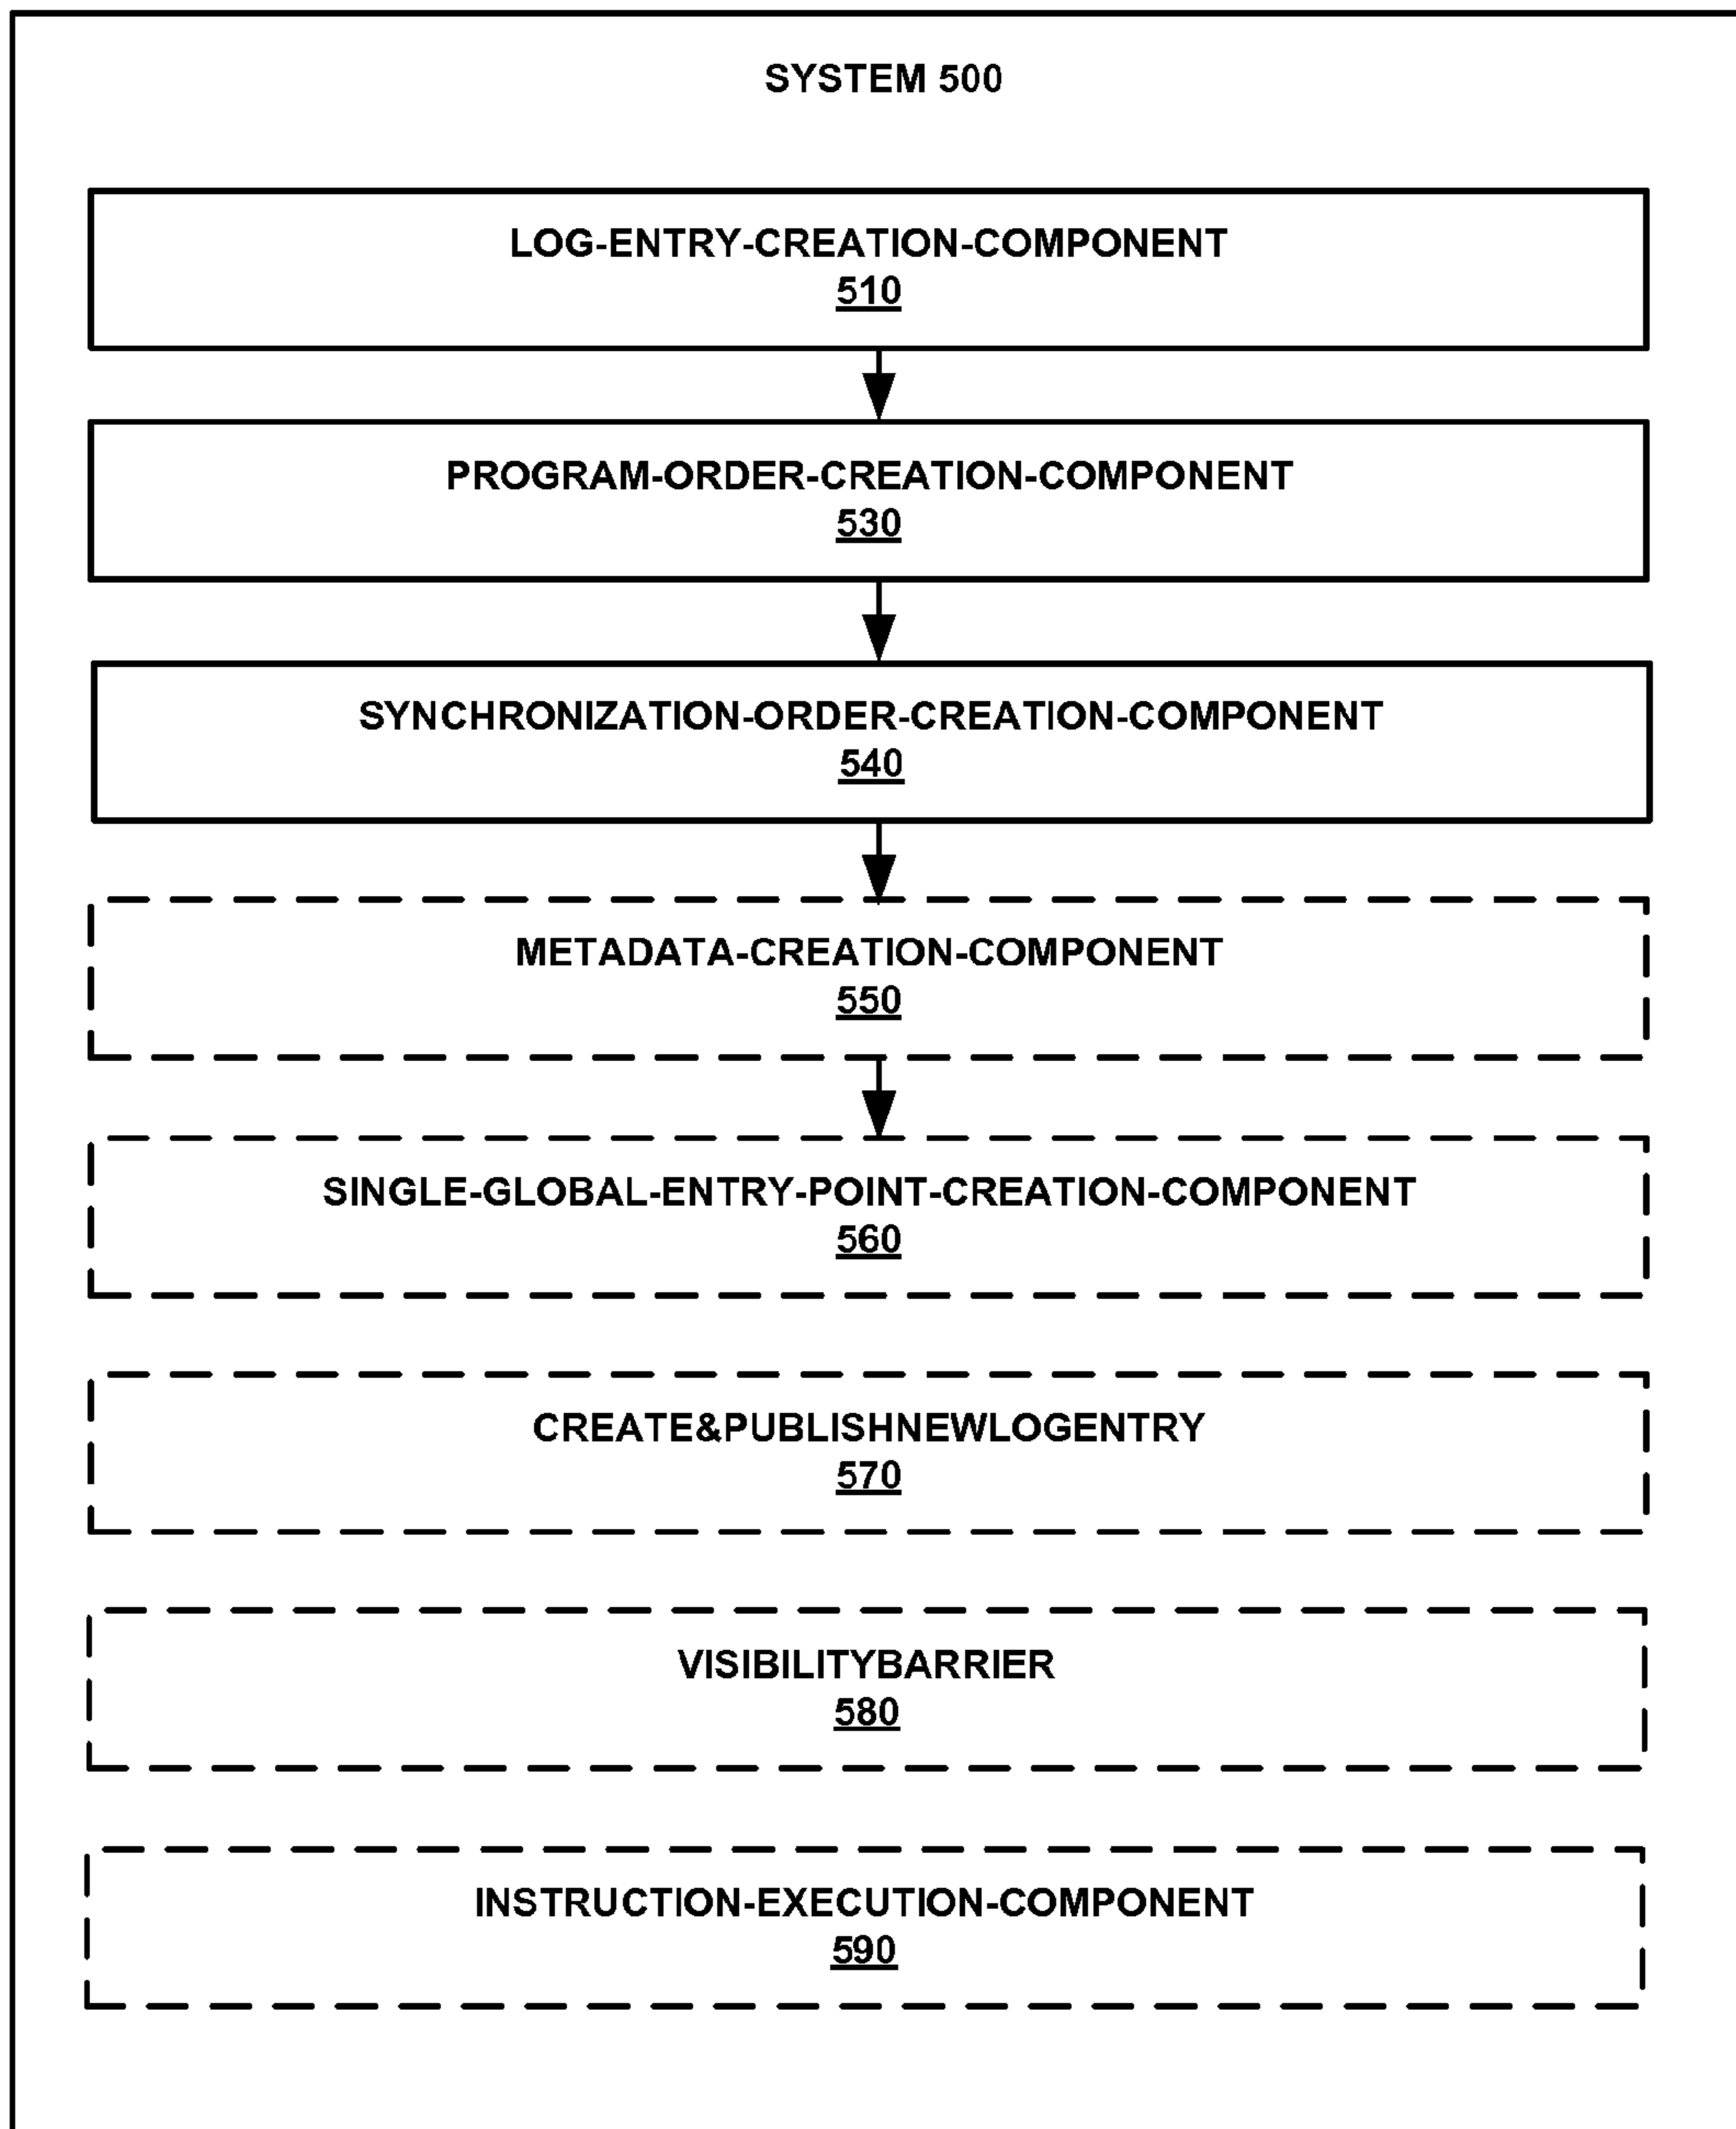 SYSTEM 500
LOG-ENTRY-CREATION-COMPONENT
510
PROGRAM-ORDER-CREATION-COMPONENT
530
SYNCHRONIZATION-ORDER-CREATION-COMPONENT
540
METADATA-CREATION-COMPONENT
550
SINGLE-GLOBAL-ENTRY-POINT-CREATION-COMPONENT
560
CREATE&PUBLISHNEWLOGENTRY
570
VISIBILITYBARRIER
580
INSTRUCTION-EXECUTION-COMPONENT
590